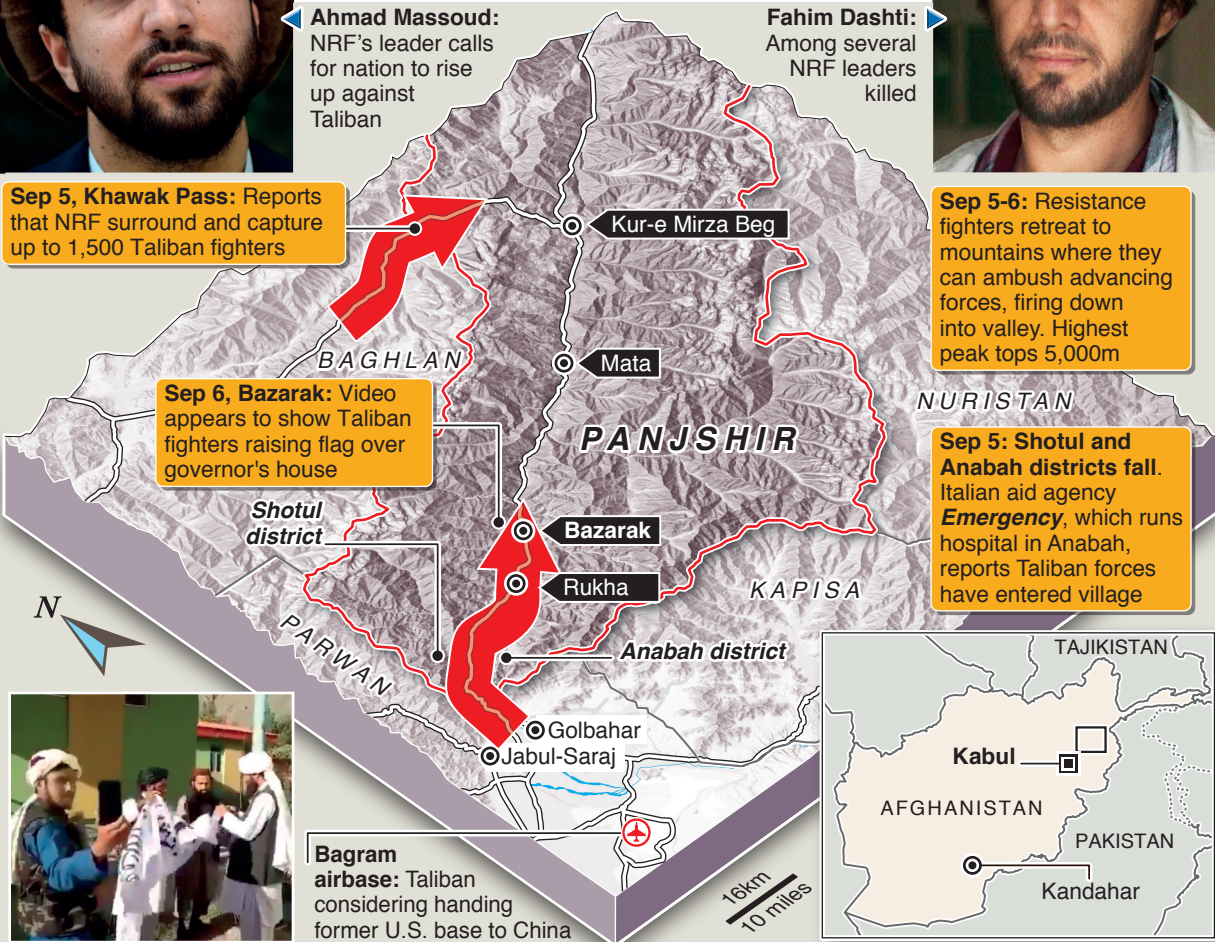 Ahmad Massoud:
NRF's leader calls
for nation to rise
up against
Taliban
Fahim Dashti:
Among several
NRF leaders
killed
Sep 5, Khawak Pass: Reports
that NRF surround and capture
up to 1,500 Taliban fighters
Kur-e Mirza Beg
Sep 5-6: Resistance
fighters retreat to
mountains where they
can ambush advancing
forces, firing down
into valley. Highest
peak tops 5,000m
BAGHLAN
Mata
Sep 6, Bazarak: Video
appears to show Taliban
fighters raising flag over
governor's house
NURISTAN
PANJSHIR
Sep 5: Shotul and
Anabah districts fall.
Italian aid agency
Emergency, which runs
hospital in Anabah,
reports Taliban forces
have entered village
Shotul
district
Bazarak
Rukha
KAPISA
N
PARWAN
Anabah district
Golbahar
Jabul-Saraj
Bagram
airbase: Taliban
considering handing
former U.S. base to China
16km
10 miles
TAJIKISTAN
Kabul
AFGHANISTAN
PAKISTAN
Kandahar